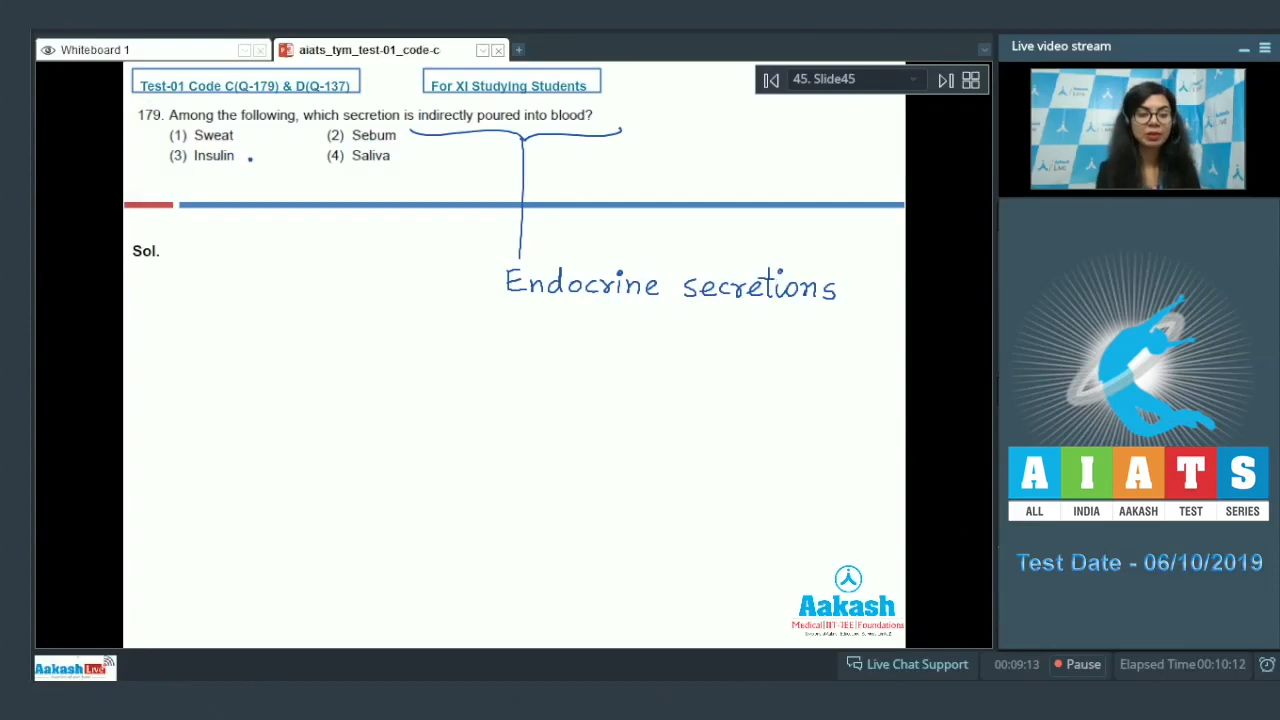 Whiteboard 1
aiats_tym_test-01_code-c
Live video stream
Test-01 Code C(Q-179) & D(Q-137)
For XI Studying Students
45. Slide45
179. Among the following, which secretion is indirectly poured into blood?
(1) Sweat (2) Sebum
(3) Insulin (4) Saliva
Sol.
Endocrine secretions
A I A T S
ALL INDIA AAKASH TEST SERIES
Test Date - 06/10/2019
Aakash
Medical|IIT-JEE|Foundations
Aakash Live
Live Chat Support
00:09:13
Pause
Elapsed Time 00:10:12